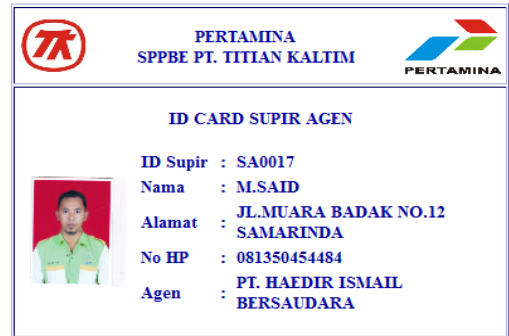 PERTAMINA
SPPBE PT. TITIAN KALTIM
PERTAMINA
ID CARD SUPIR AGEN
ID Supir : SA0017
Nama : M.SAID
Alamat : JL.MUARA BADAK NO.12
SAMARINDA
No HP : 081350454484
Agen : PT. HAEDIR ISMAIL
BERSAUDARA